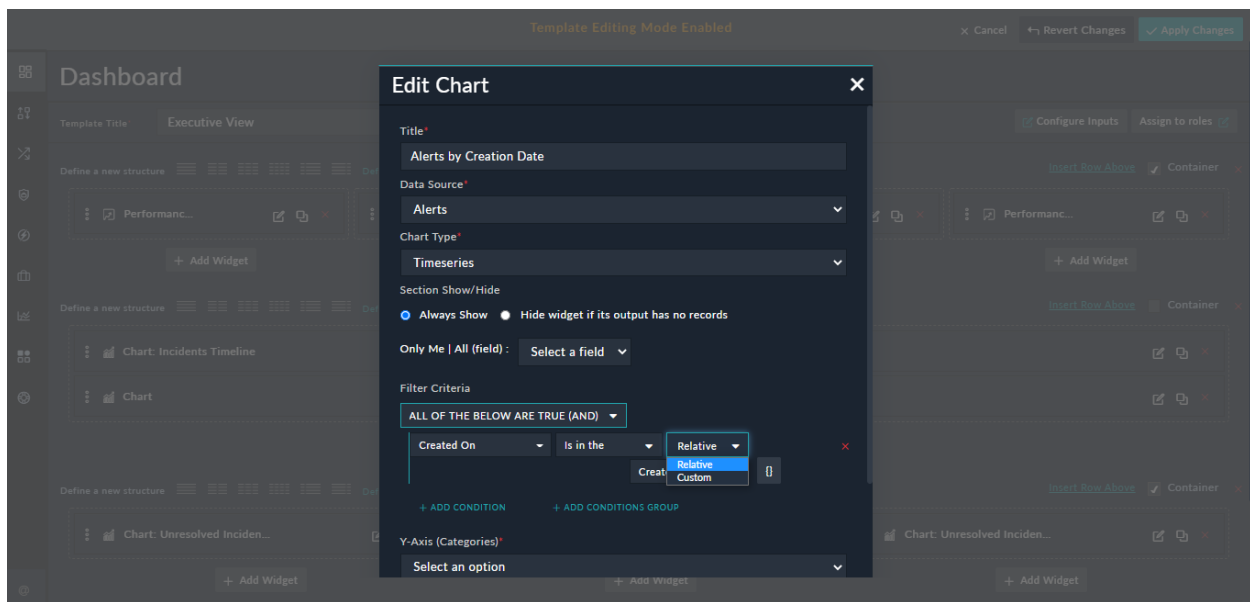 Template Editing Mode Enabled
Cancel
Revert Changes
Apply Changes
Dashboard
Template Title*
Executive View
Configure Inputs
Assign to roles
Define a new structure
Insert Row Above
Container
Performanc...
Performanc...
+ Add Widget
+ Add Widget
Define a new structure
Insert Row Above
Container
Chart: Incidents Timeline
Chart
Define a new structure
Insert Row Above
Container
Chart: Unresolved Inciden...
Chart: Unresolved Inciden...
+ Add Widget
+ Add Widget
+ Add Widget
Edit Chart
Title*
Alerts by Creation Date
Data Source*
Alerts
Chart Type*
Timeseries
Section Show/Hide
Always Show
Hide widget if its output has no records
Only Me | All (field) :
Select a field
Filter Criteria
ALL OF THE BELOW ARE TRUE (AND)
Created On
Is in the
Relative
Relative
Custom
{}
+ ADD CONDITION
+ ADD CONDITIONS GROUP
Y-Axis (Categories)*
Select an option